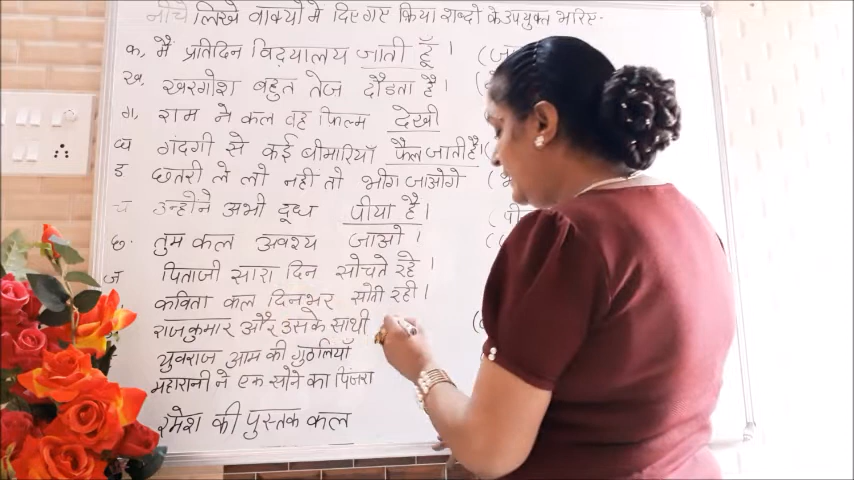 नीचे लिखे वाक्यों में दिए गए क्रिया शब्दों के उपयुक्त भरिए-
क, मैं प्रतिदिन विद्यालय जाती हूँ । (ज
ख, खरगोश बहुत तेज दौडता है ।
ग, राम ने कल वह फिल्म देखी
घ गंदगी से कई बीमारियाँ फैल जाती है ।
ड छतरी ले लो नही तो भीग जाओगे
च उन्होने अभी दूध पीया है । (पी
छ तुम कल अवश्य जाओ ।
ज पिताजी सारा दिन सोचते रहे ।
कविता कल दिनभर सोती रही ।
राजकुमार और उसके साथी
युवराज आम की गुठलियाँ
महारानी ने एक सोने का पिंजरा
रमेश की पुस्तक कल